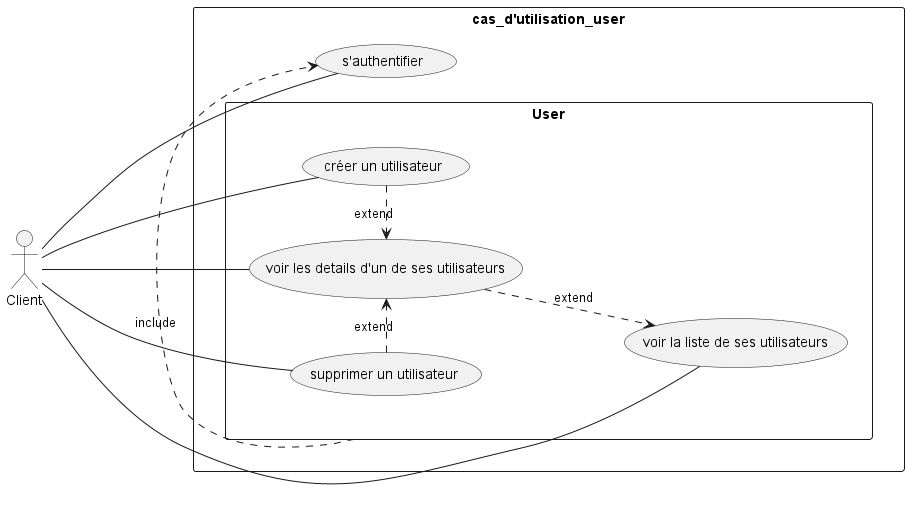 cas_d'utilisation_user
s'authentifier
User
créer un utilisateur
extend
voir les details d'un de ses utilisateurs
extend
Client
include
extend
voir la liste de ses utilisateurs
supprimer un utilisateur